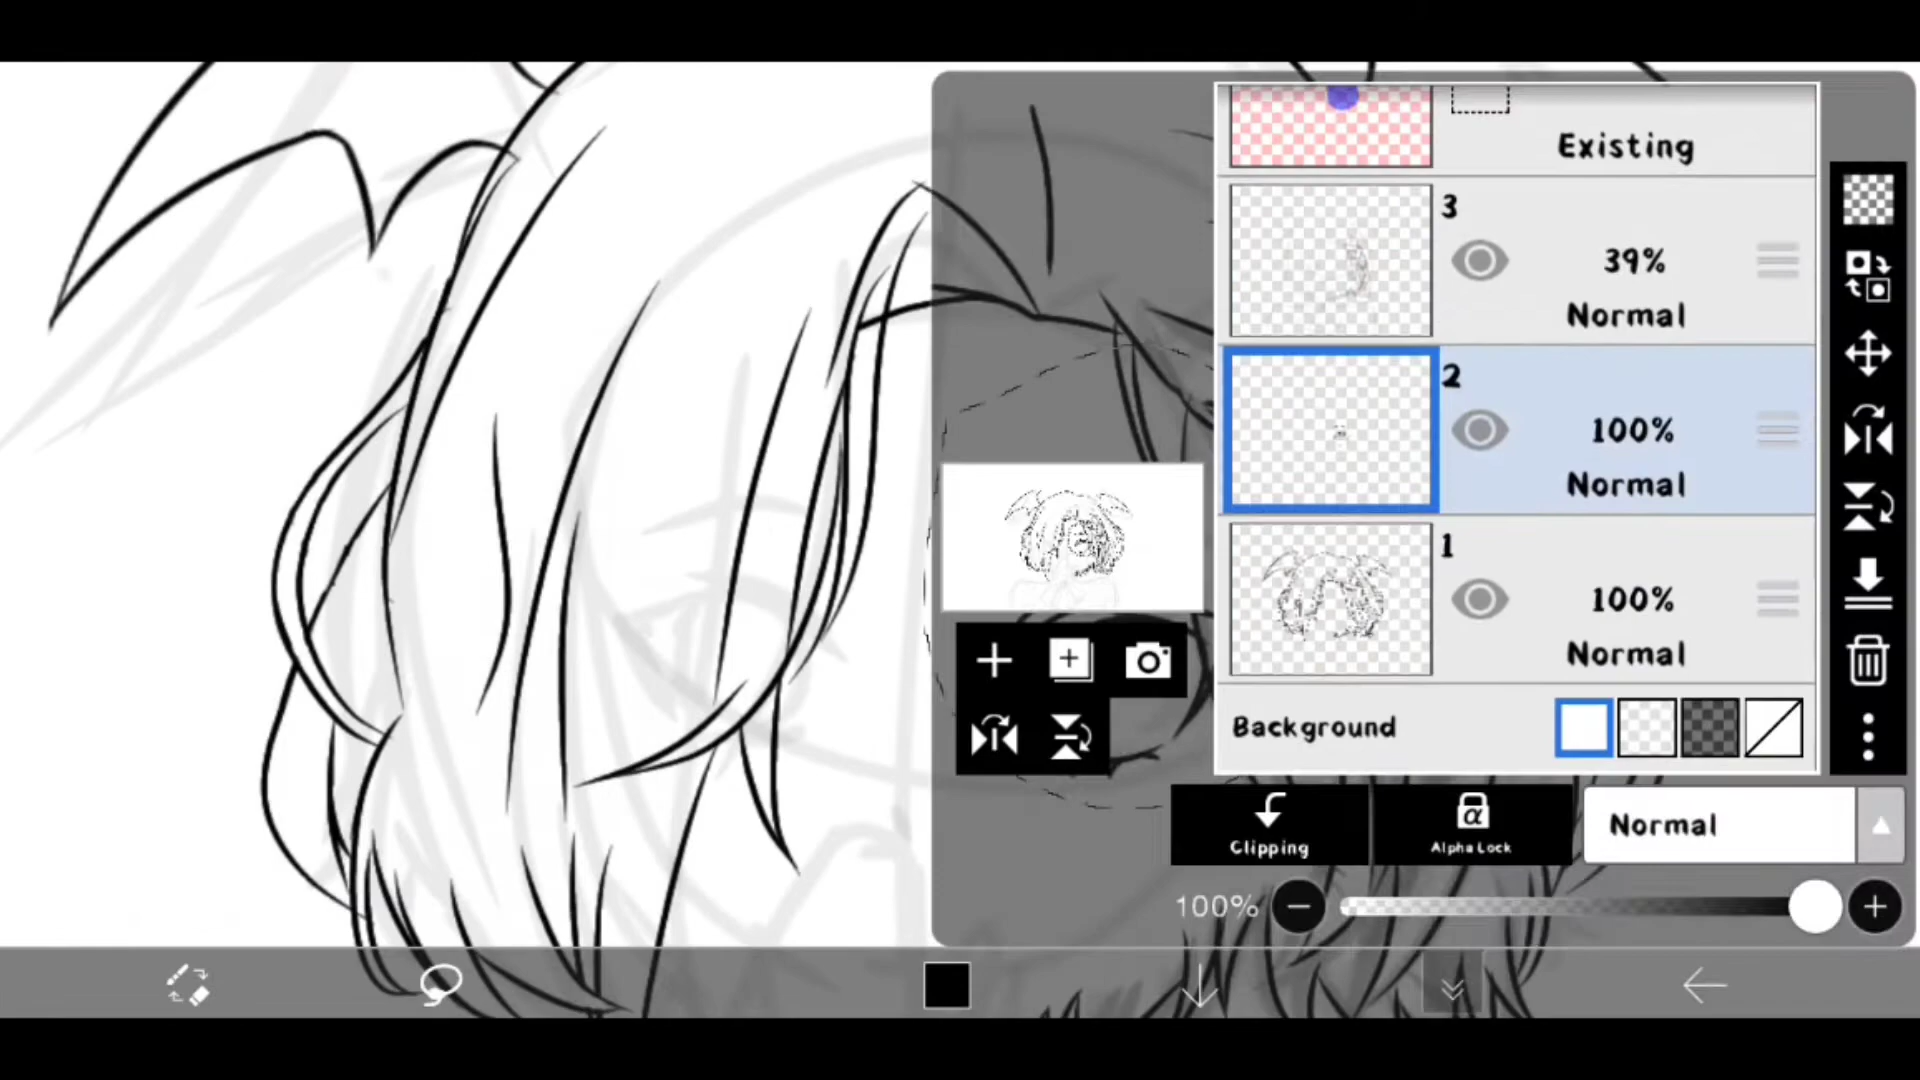 Existing
3
39%
Normal
2
100%
Normal
1
100%
Normal
Background
Clipping
α
Alpha Lock
Normal
100%